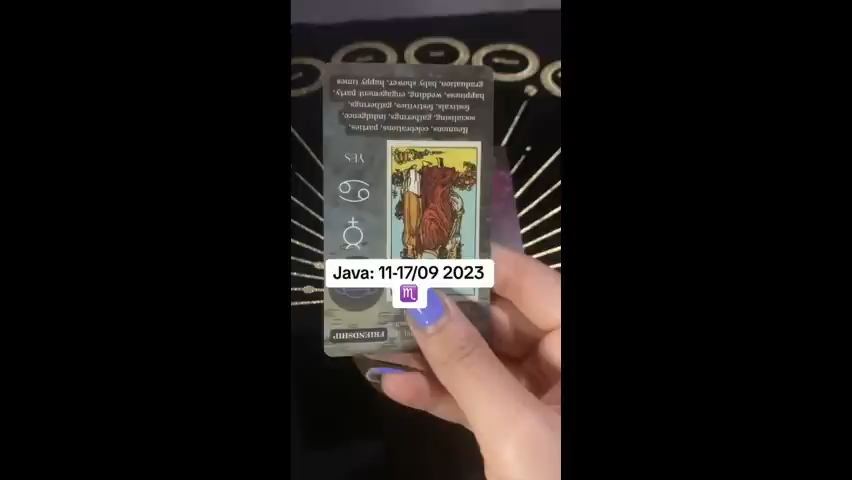 Reunions, celebrations, parties,
socialising, gatherings, indulgence,
festivals, festivities, gatherings,
happiness, wedding, engagement party,
graduation, baby shower, happy times
YES
Java: 11-17/09 2023
♏
FRIENDSHIP